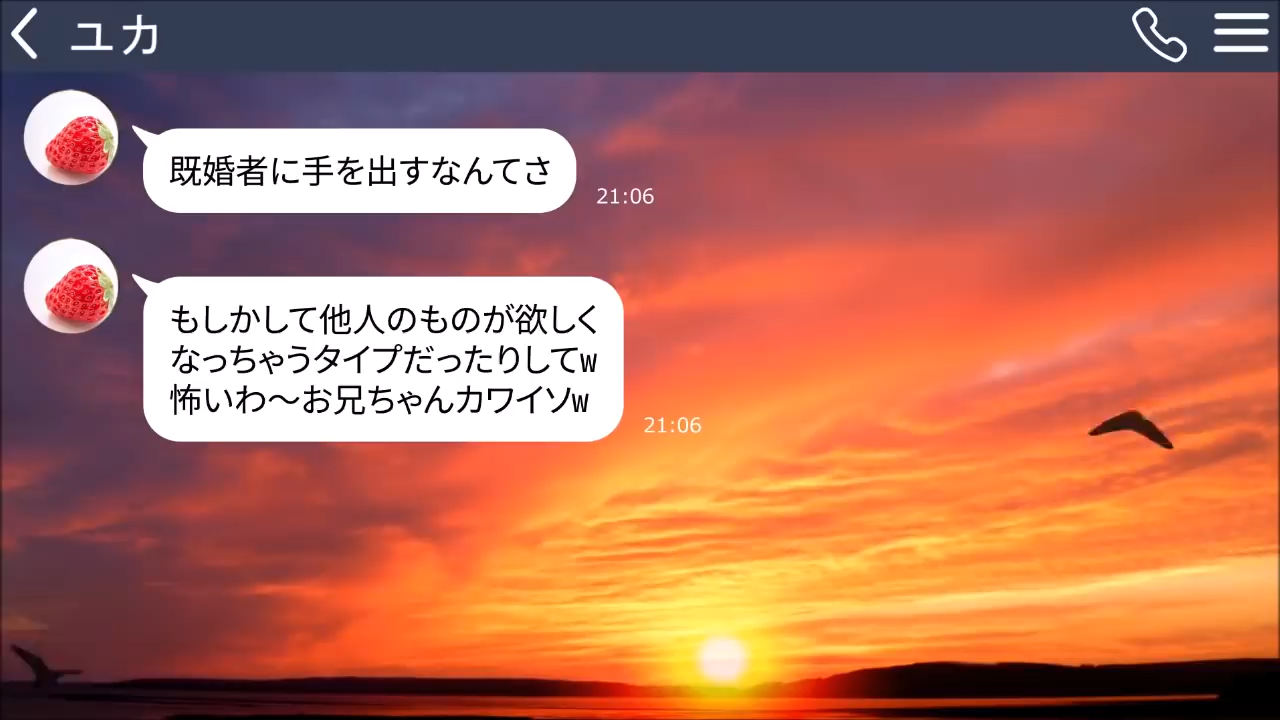 ユカ
既婚者に手を出すなんてさ
21:06
もしかして他人のものが欲しく
なっちゃうタイプだったりしてw
怖いわ〜お兄ちゃんカワイソw
21:06